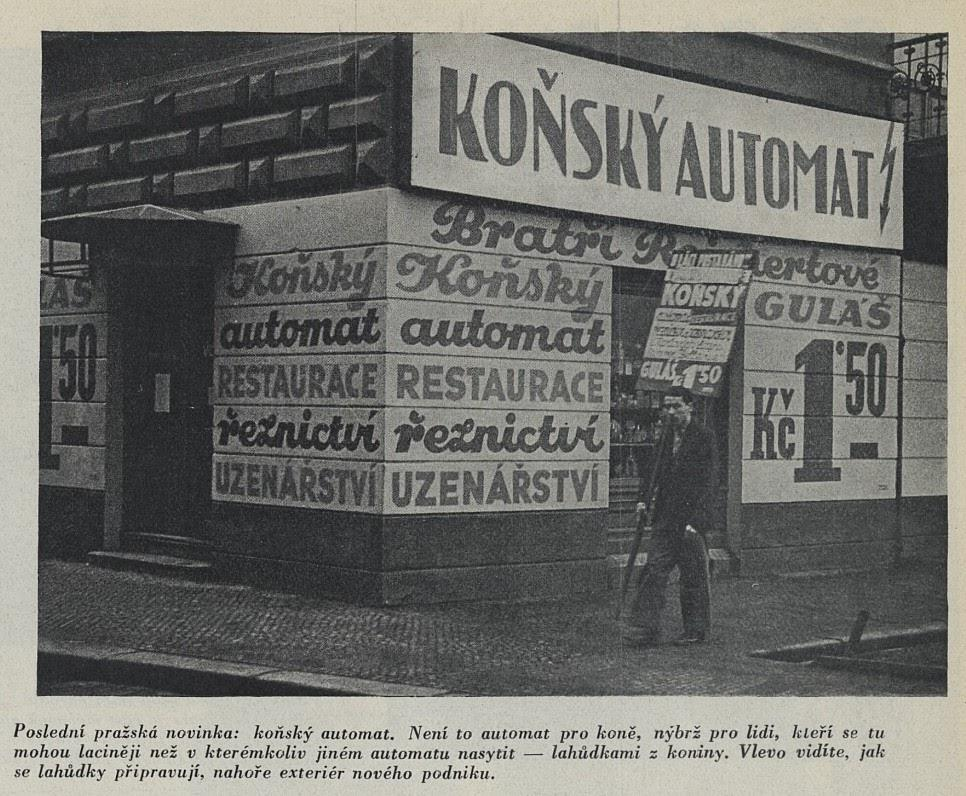 KOŇSKÝ AUTOMAT
Bratři
ertové
Koňský
automat
RESTAURACE
řeznictví
UZENÁŘSTVÍ
Koňský
automat
RESTAURACE
řeznictví
UZENÁŘSTVÍ
KOŇSKÝ
GULÁŠ Kč 1·50
GULÁŠ
Kč 1·50
LÁŠ
1·50
Poslední pražská novinka: koňský automat. Není to automat pro koně, nýbrž pro lidi, kteří se tu
mohou laciněji než v kterémkoliv jiném automatu nasytit — lahůdkami z koniny. Vlevo vidíte, jak
se lahůdky připravují, nahoře exteriér nového podniku.